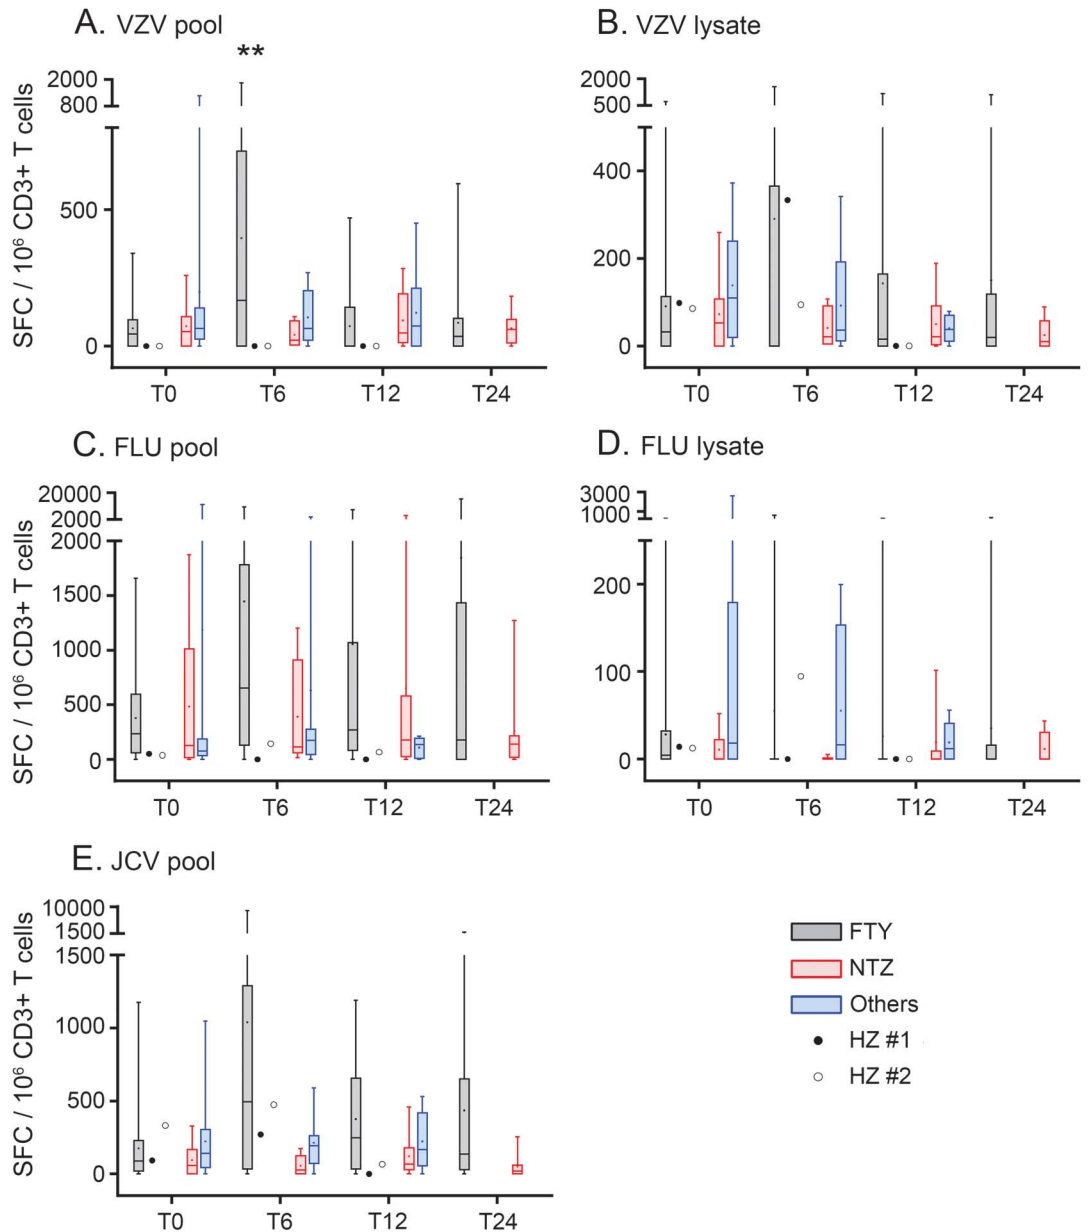 A. VZV pool
**
SFC / 10⁶ CD3+ T cells
2000
800
500
0
T0 T6 T12 T24
B. VZV lysate
2000
500
400
200
0
T0 T6 T12 T24
C. FLU pool
SFC / 10⁶ CD3+ T cells
20000
2000
2000
1500
1000
500
0
T0 T6 T12 T24
D. FLU lysate
3000
1000
200
100
0
T0 T6 T12 T24
E. JCV pool
SFC / 10⁶ CD3+ T cells
10000
1500
1500
1000
500
0
T0 T6 T12 T24
FTY
NTZ
Others
HZ #1
HZ #2